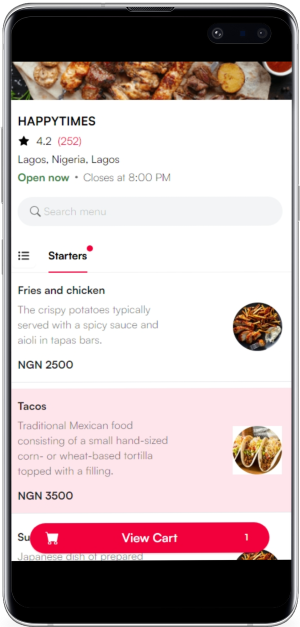 HAPPYTIMES
★ 4.2 (252)
Lagos, Nigeria, Lagos
Open now • Closes at 8:00 PM
Search menu
Starters
Fries and chicken
The crispy potatoes typically
served with a spicy sauce and
aioli in tapas bars.
NGN 2500
Tacos
Traditional Mexican food
consisting of a small hand-sized
corn- or wheat-based tortilla
topped with a filling.
NGN 3500
Su
View Cart 1
Japanese dish of prepared